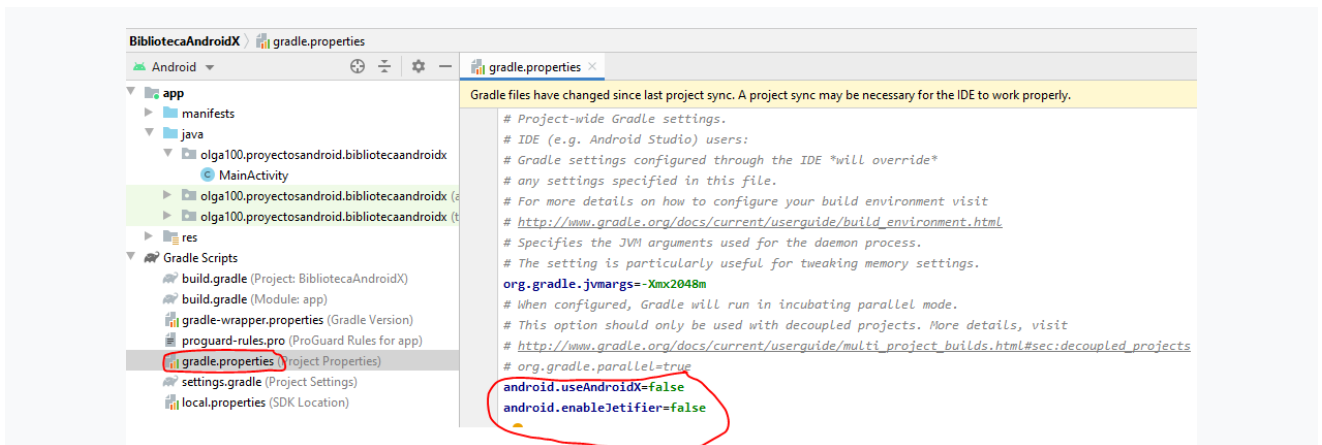 BibliotecaAndroidX gradle.properties
Android
gradle.properties
app
manifests
java
olga100.proyectosandroid.bibliotecaandroidx
MainActivity
olga100.proyectosandroid.bibliotecaandroidx (a
olga100.proyectosandroid.bibliotecaandroidx (t
res
Gradle Scripts
build.gradle (Project: BibliotecaAndroidX)
build.gradle (Module: app)
gradle-wrapper.properties (Gradle Version)
proguard-rules.pro (ProGuard Rules for app)
gradle.properties (Project Properties)
settings.gradle (Project Settings)
local.properties (SDK Location)
Gradle files have changed since last project sync. A project sync may be necessary for the IDE to work properly.
# Project-wide Gradle settings.
# IDE (e.g. Android Studio) users:
# Gradle settings configured through the IDE *will override*
# any settings specified in this file.
# For more details on how to configure your build environment visit
# http://www.gradle.org/docs/current/userguide/build_environment.html
# Specifies the JVM arguments used for the daemon process.
# The setting is particularly useful for tweaking memory settings.
org.gradle.jvmargs=-Xmx2048m
# When configured, Gradle will run in incubating parallel mode.
# This option should only be used with decoupled projects. More details, visit
# http://www.gradle.org/docs/current/userguide/multi_project_builds.html#sec:decoupled_projects
# org.gradle.parallel=true
android.useAndroidX=false
android.enableJetifier=false